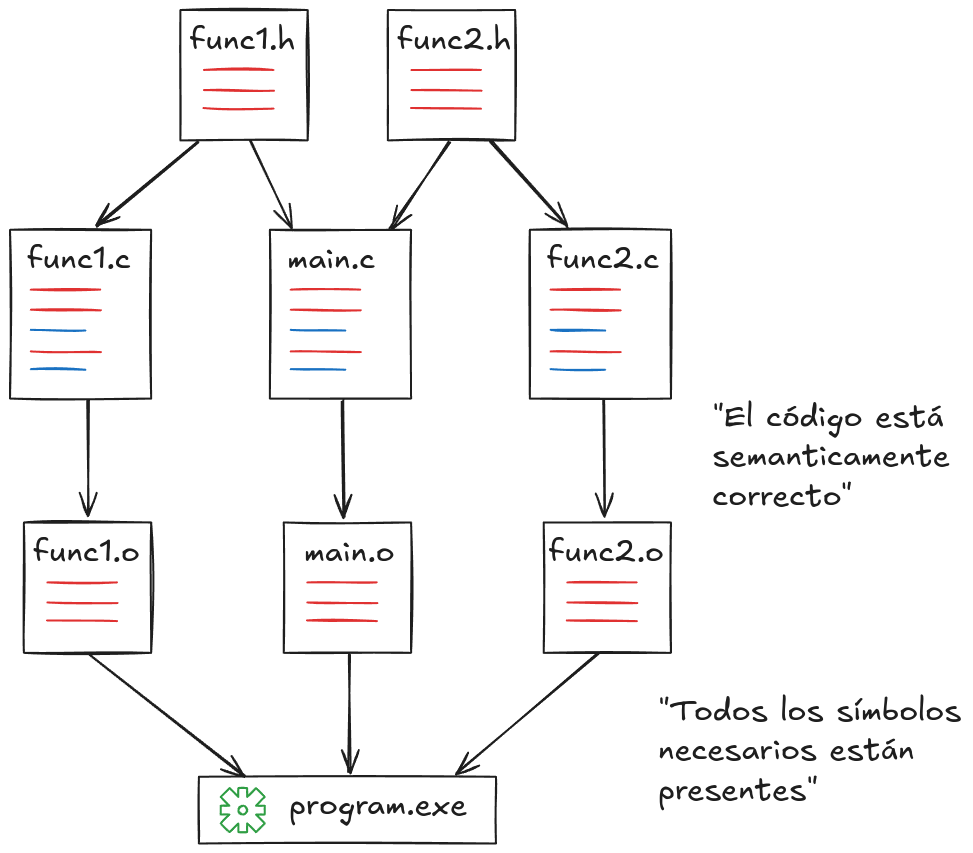 func1.h
func2.h
func1.c
main.c
func2.c
"El código está
semanticamente
correcto"
func1.o
main.o
func2.o
"Todos los símbolos
necesarios están
presentes"
program.exe